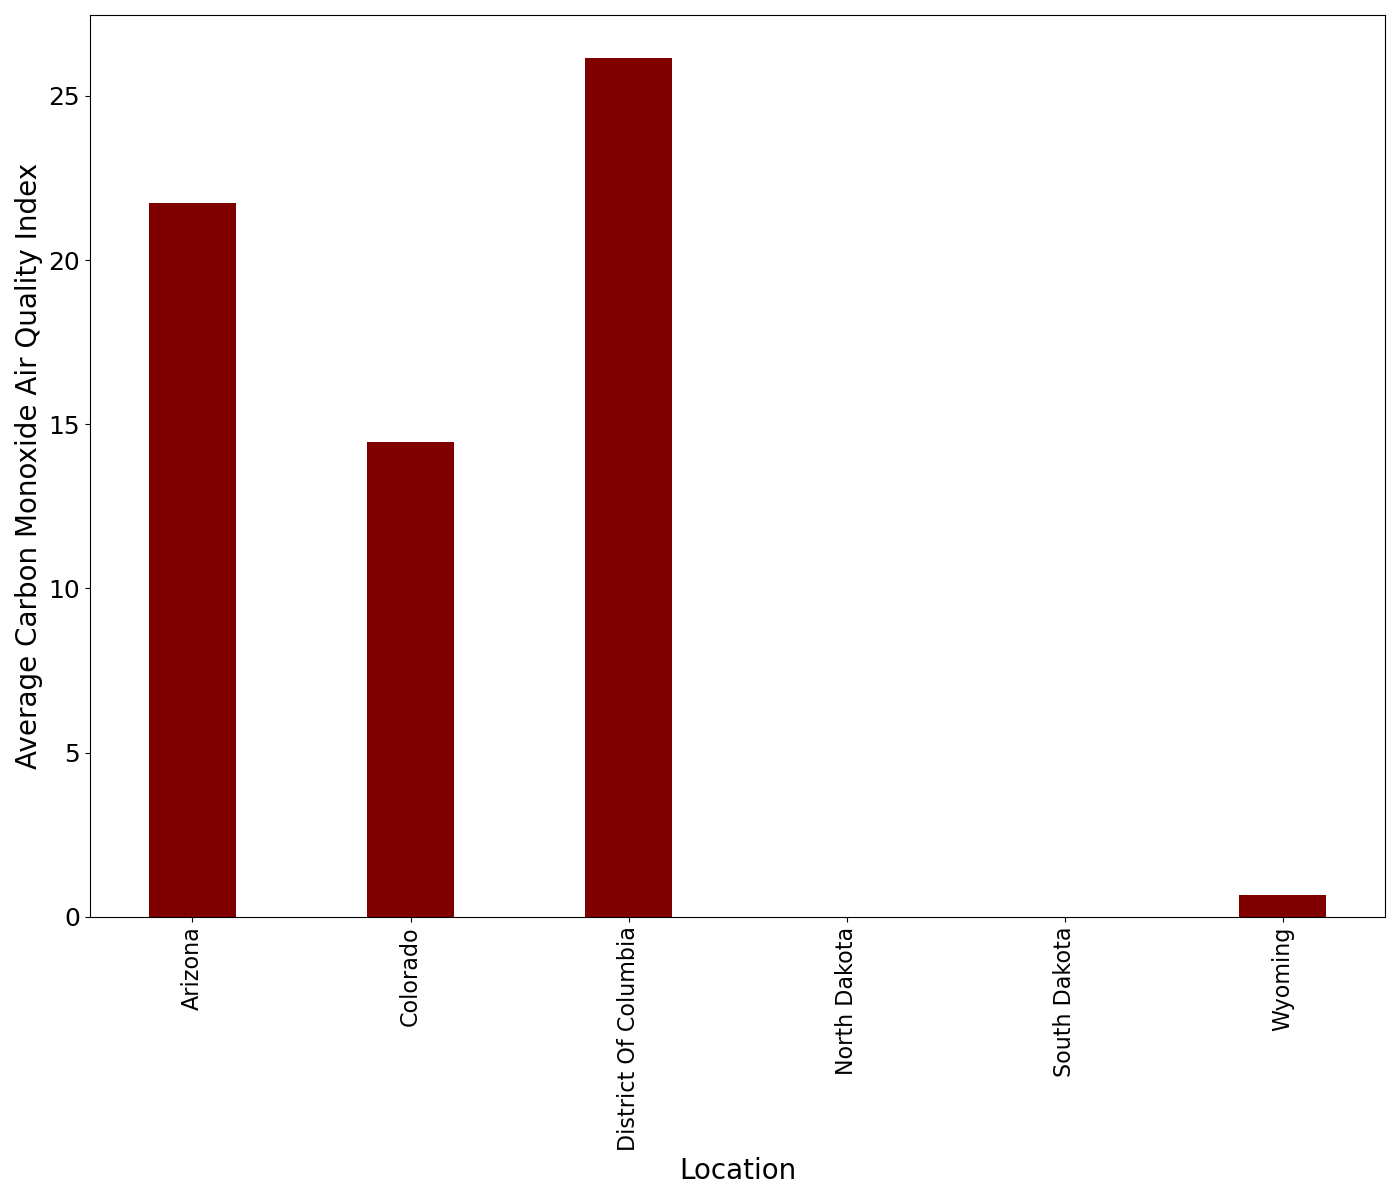 Average Carbon Monoxide Air Quality Index
25
20
15
10
5
0
Arizona
Colorado
District Of Columbia
North Dakota
South Dakota
Wyoming
Location